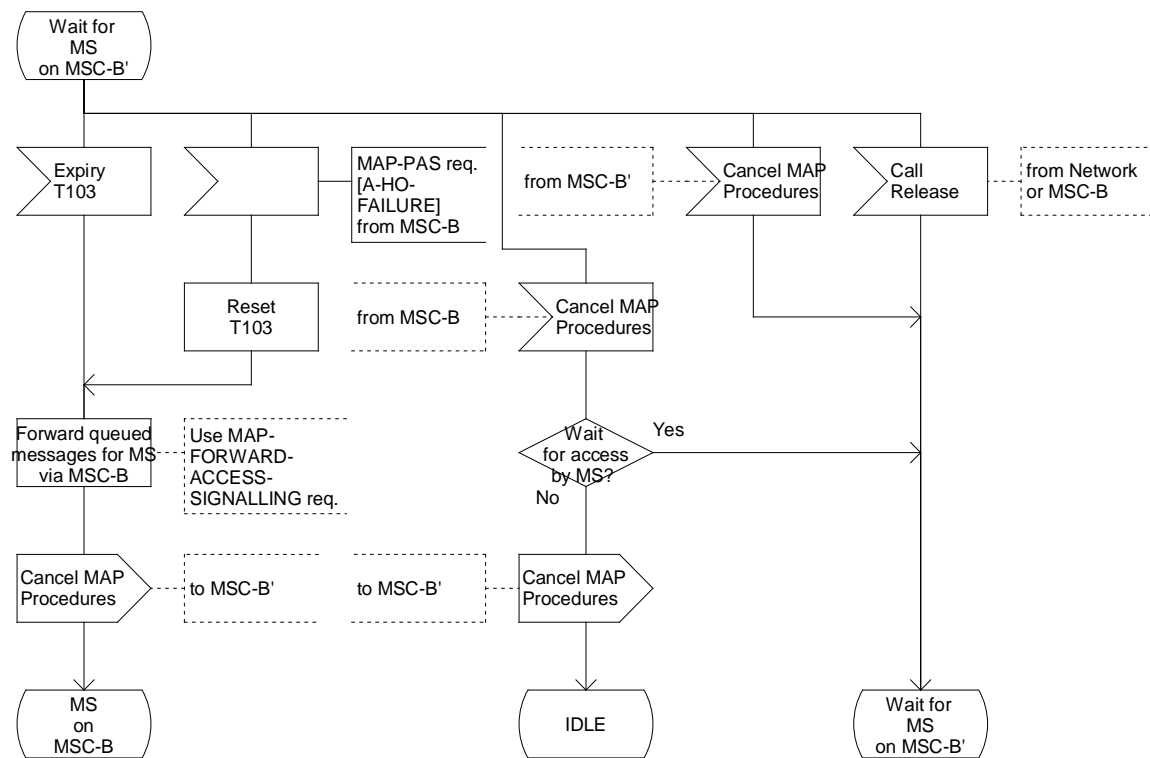 Wait for
MS
on MSC-B'
Expiry
T103
MAP-PAS req.
[A-HO-
FAILURE]
from MSC-B
from MSC-B'
Cancel MAP
Procedures
Call
Release
from Network
or MSC-B
Reset
T103
from MSC-B
Cancel MAP
Procedures
Forward queued
messages for MS
via MSC-B
Use MAP-
FORWARD-
ACCESS-
SIGNALLING req.
Wait
for access
by MS?
Yes
No
Cancel MAP
Procedures
to MSC-B'
to MSC-B'
Cancel MAP
Procedures
MS
on
MSC-B
IDLE
Wait for
MS
on MSC-B'